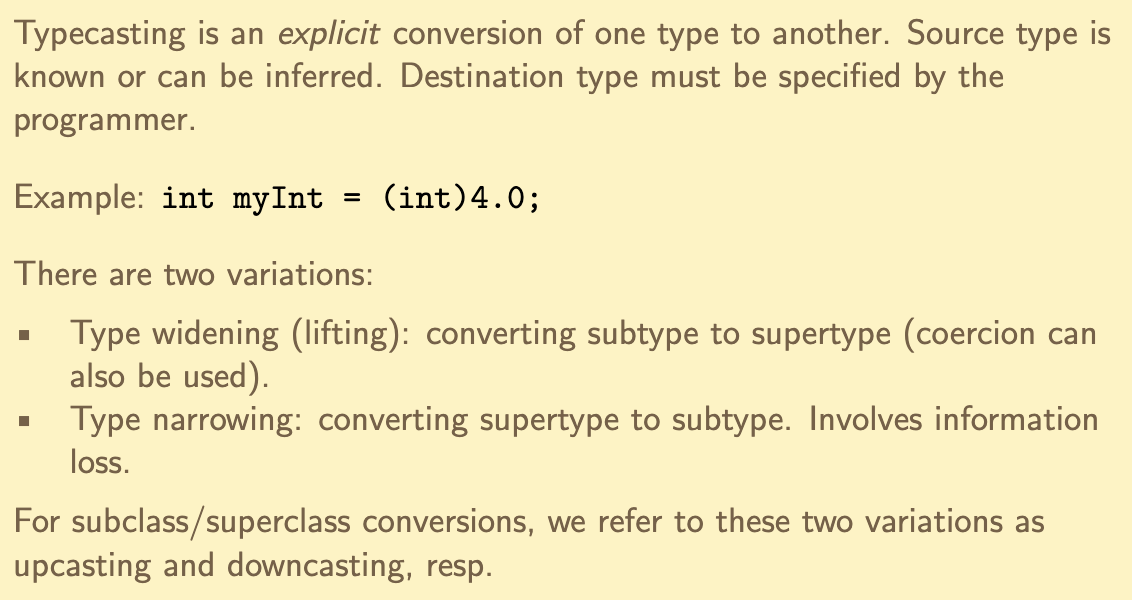 Typecasting is an explicit conversion of one type to another. Source type is
known or can be inferred. Destination type must be specified by the
programmer.
Example: int myInt = (int)4.0;
There are two variations:
▪ Type widening (lifting): converting subtype to supertype (coercion can
also be used).
▪ Type narrowing: converting supertype to subtype. Involves information
loss.
For subclass/superclass conversions, we refer to these two variations as
upcasting and downcasting, resp.